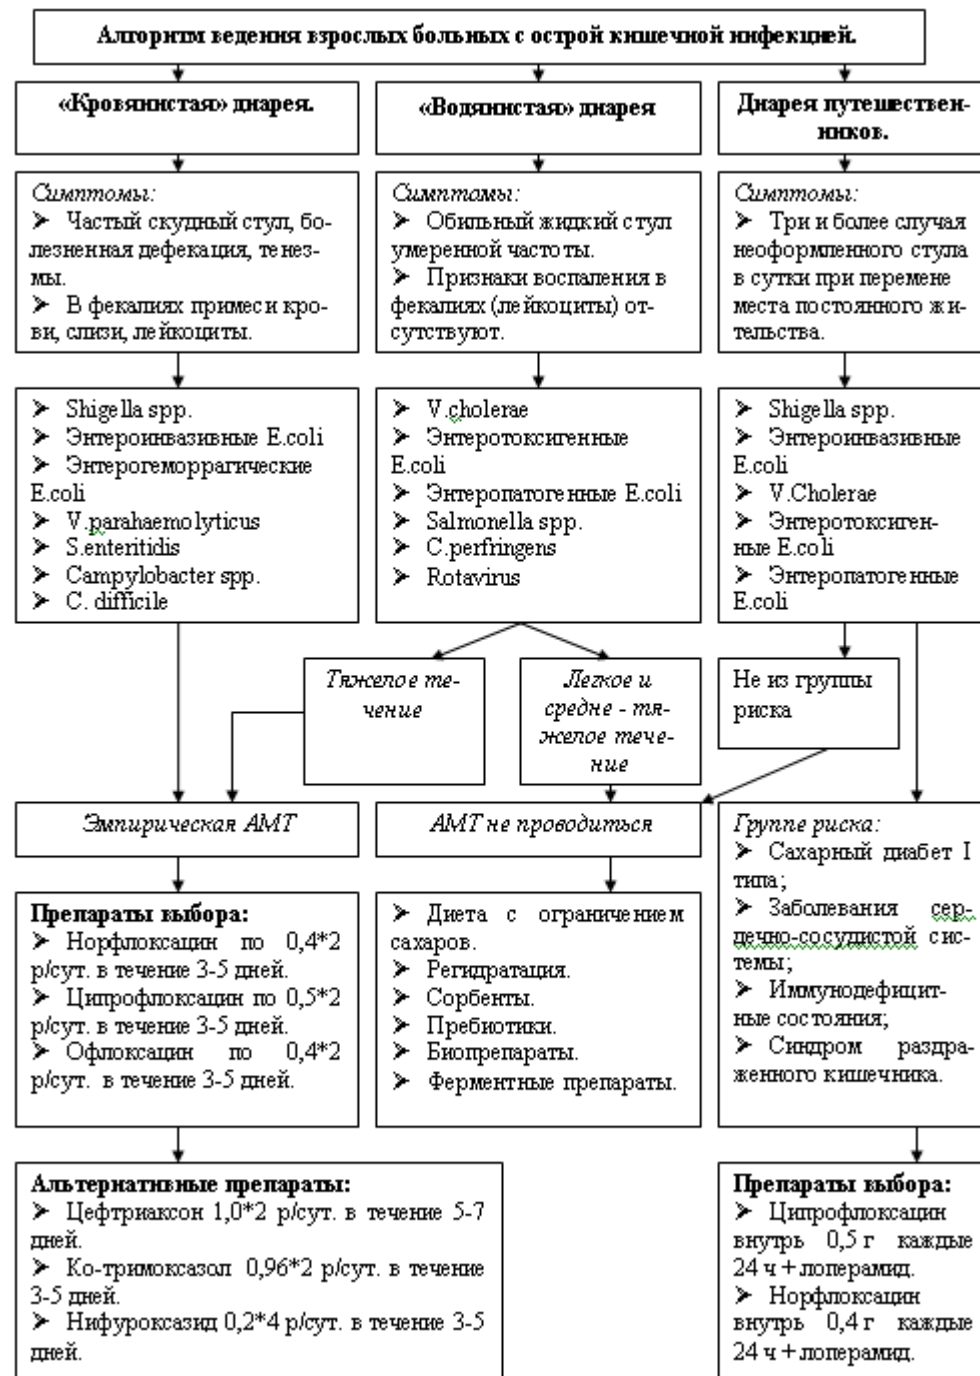 Алгоритм ведения взрослых больных с острой кишечной инфекцией.
«Кровянистая» диарея.
«Водянистая» диарея
Диарея путешествен-
ников.
Симптомы:
➤ Частый скудный стул, бо-
лезненная дефекация, тенез-
мы.
➤ В фекалиях примеси кро-
ви, слизи, лейкоциты.
Симптомы:
➤ Обильный жидкий стул
умеренной частоты.
➤ Признаки воспаления в
фекалиях (лейкоциты) от-
сутствуют.
Симптомы:
➤ Три и более случая
неоформленного стула
в сутки при перемене
места постоянного жи-
тельства.
➤ Shigella spp.
➤ Энтероинвазивные E.coli
➤ Энтерогеморрагические
E.coli
➤ V.parahaemolyticus
➤ S.enteritidis
➤ Campylobacter spp.
➤ C. difficile
➤ V.cholerae
➤ Энтеротоксигенные
E.coli
➤ Энтеропатогенные E.coli
➤ Salmonella spp.
➤ C.perfringens
➤ Rotavirus
➤ Shigella spp.
➤ Энтероинвазивные
E.coli
➤ V.Cholerae
➤ Энтеротоксиген-
ные E.coli
➤ Энтеропатогенные
E.coli
Тяжелое те-
чение
Легкое и
средне - тя-
желое тече-
ние
Не из группы
риска
Эмпирическая АМТ
АМТ не проводиться
Группе риска:
➤ Сахарный диабет I
типа;
➤ Заболевания сер-
дечно-сосудистой сис-
темы;
➤ Иммунодефицит-
ные состояния;
➤ Синдром раздра-
женного кишечника.
Препараты выбора:
➤ Норфлоксацин по 0,4*2
р/сут. в течение 3-5 дней.
➤ Ципрофлоксацин по 0,5*2
р/сут. в течение 3-5 дней.
➤ Офлоксацин по 0,4*2
р/сут. в течение 3-5 дней.
➤ Диета с ограничением
сахаров.
➤ Регидратация.
➤ Сорбенты.
➤ Пребиотики.
➤ Биопрепараты.
➤ Ферментные препараты.
Альтернативные препараты:
➤ Цефтриаксон 1,0*2 р/сут. в течение 5-7
дней.
➤ Ко-тримоксазол 0,96*2 р/сут. в течение
3-5 дней.
➤ Нифуроксазид 0,2*4 р/сут. в течение 3-5
дней.
Препараты выбора:
➤ Ципрофлоксацин
внутрь 0,5 г каждые
24 ч + лоперамид.
➤ Норфлоксацин
внутрь 0,4 г каждые
24 ч + лоперамид.